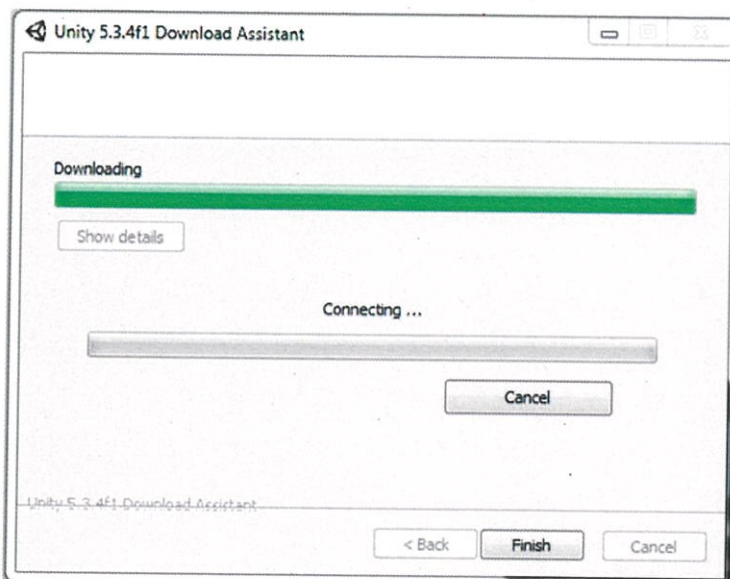 Unity 5.3.4f1 Download Assistant
Downloading
Show details
Connecting ...
Cancel
Unity 5.3.4f1 Download Assistant
< Back Finish Cancel